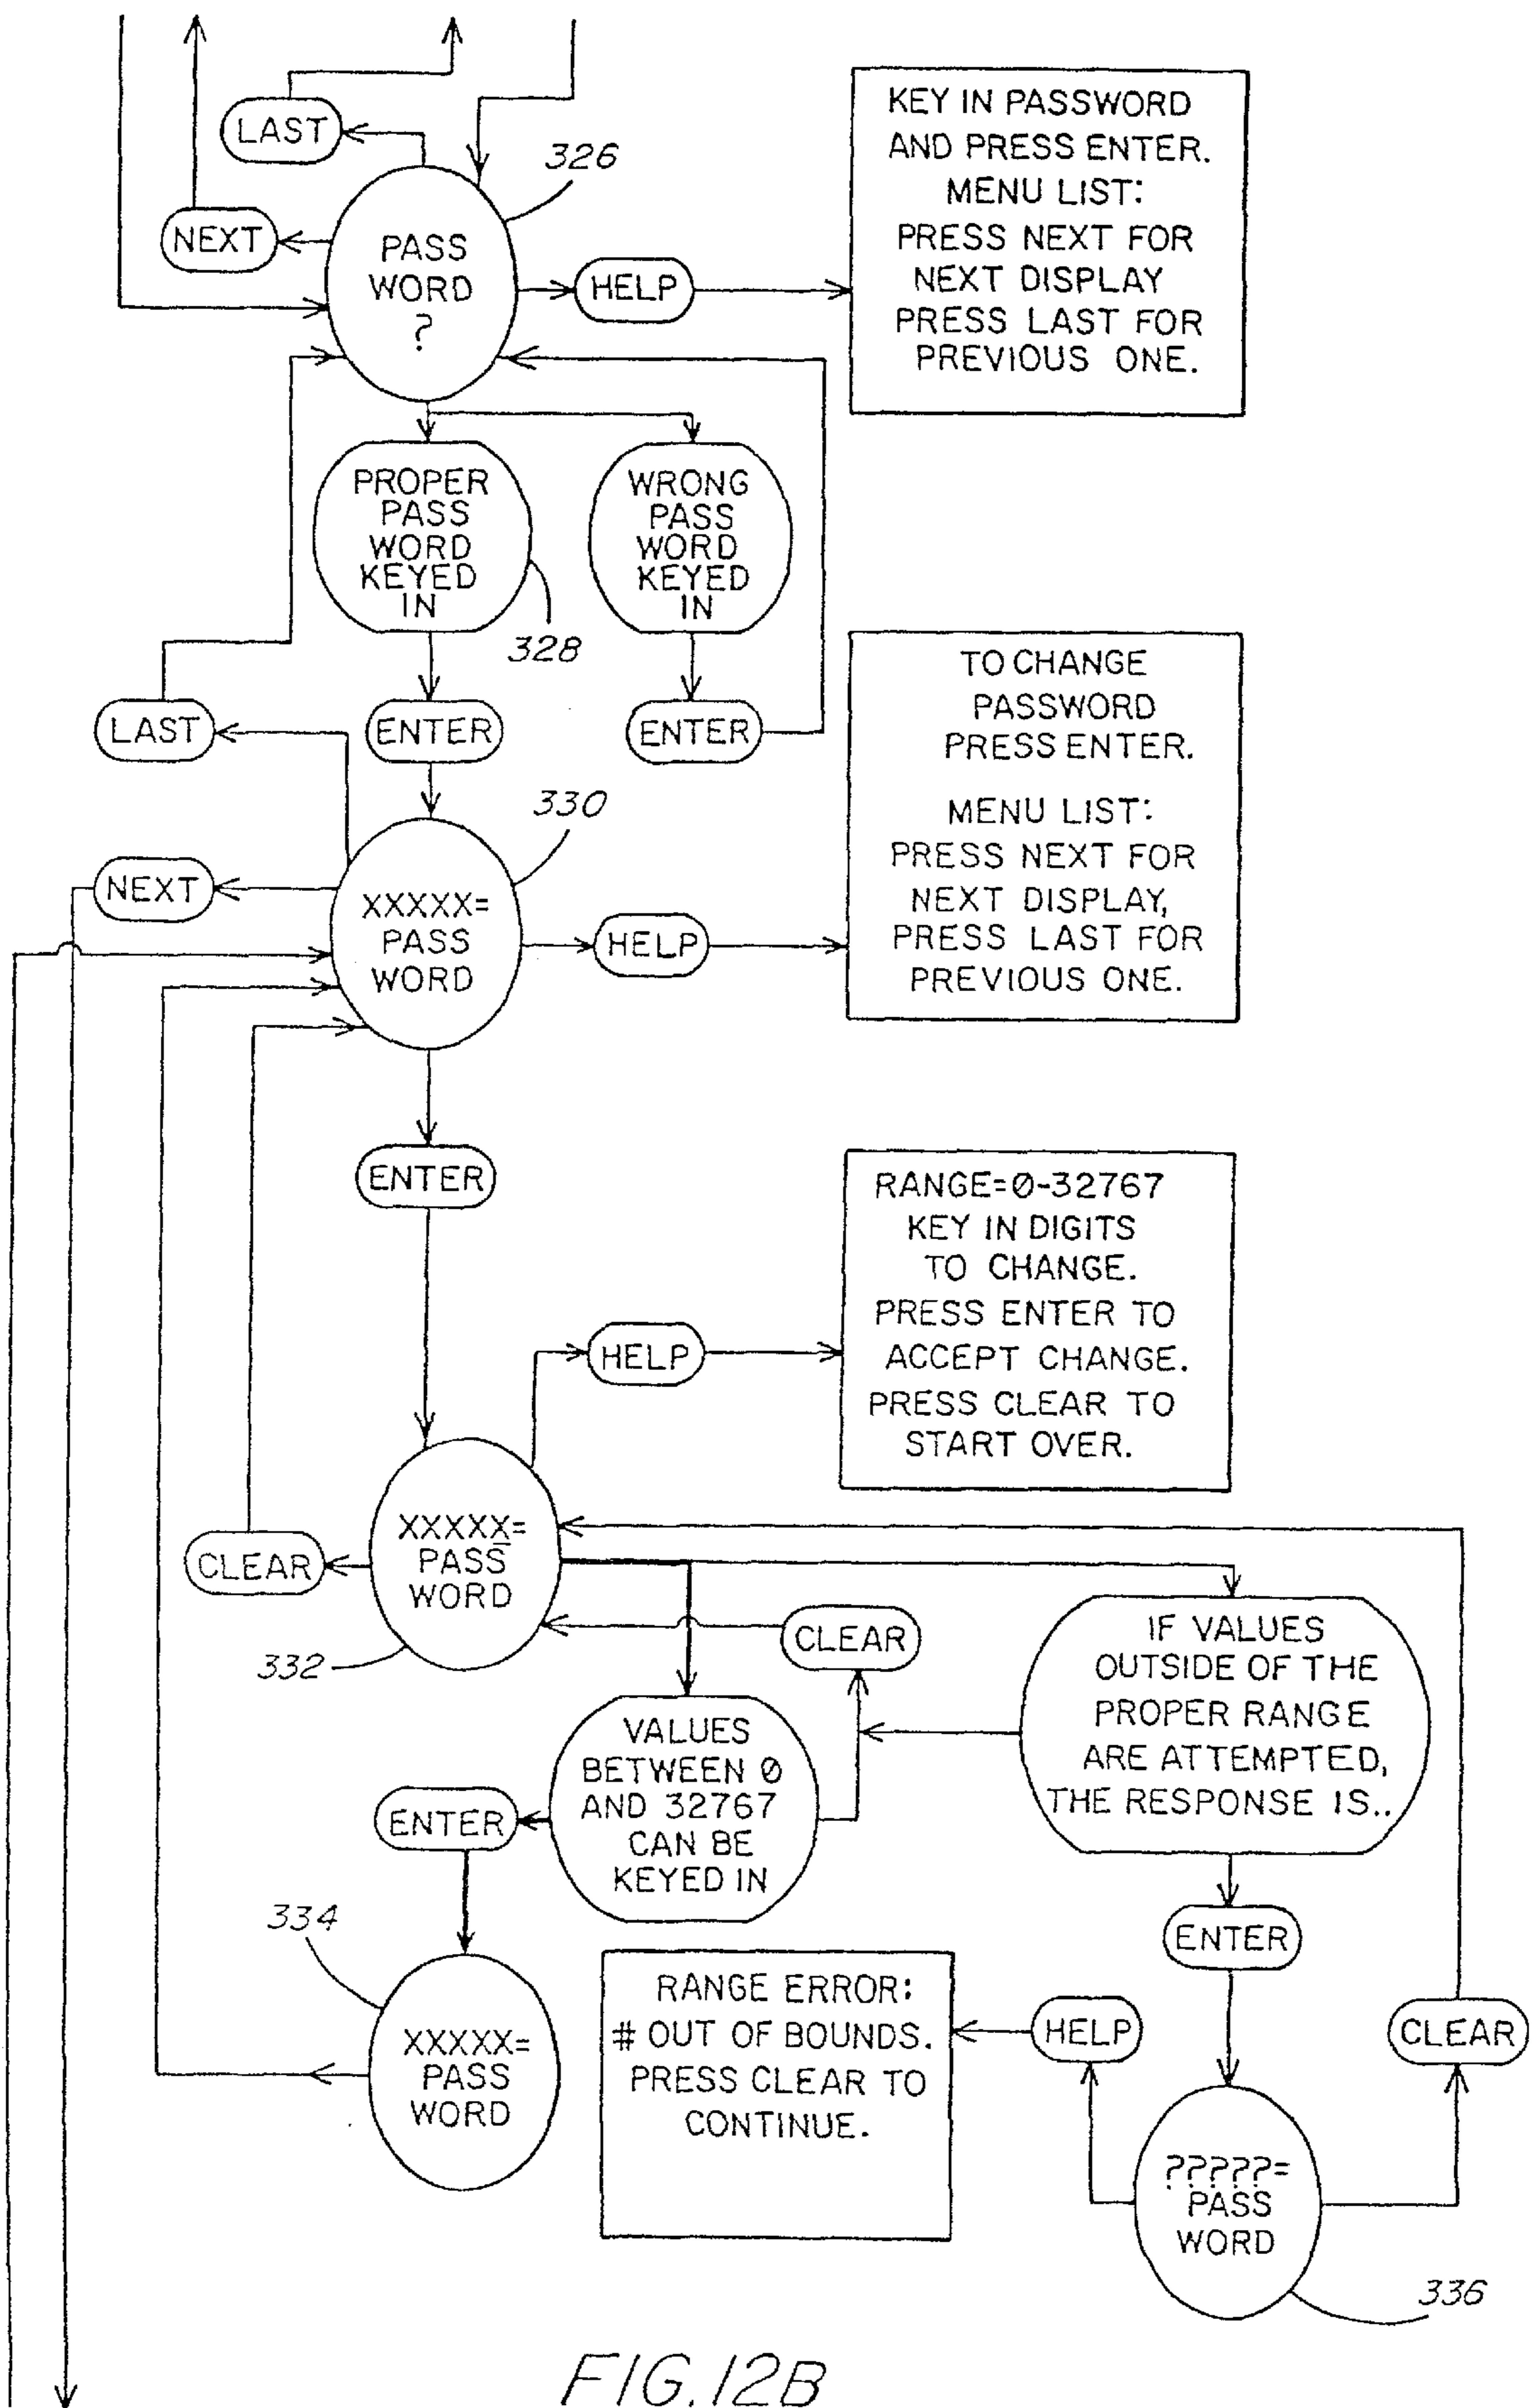 LAST
326
NEXT
PASS
WORD
?
HELP
KEY IN PASSWORD
AND PRESS ENTER.
MENU LIST:
PRESS NEXT FOR
NEXT DISPLAY
PRESS LAST FOR
PREVIOUS ONE.
PROPER
PASS
WORD
KEYED
IN
328
WRONG
PASS
WORD
KEYED
IN
LAST
ENTER
ENTER
TO CHANGE
PASSWORD
PRESS ENTER.
MENU LIST:
PRESS NEXT FOR
NEXT DISPLAY,
PRESS LAST FOR
PREVIOUS ONE.
330
NEXT
XXXXX=
PASS
WORD
HELP
ENTER
RANGE=0-32767
KEY IN DIGITS
TO CHANGE.
PRESS ENTER TO
ACCEPT CHANGE.
PRESS CLEAR TO
START OVER.
HELP
CLEAR
XXXXX=
PASS
WORD
332
CLEAR
IF VALUES
OUTSIDE OF THE
PROPER RANGE
ARE ATTEMPTED,
THE RESPONSE IS..
VALUES
BETWEEN 0
AND 32767
CAN BE
KEYED IN
ENTER
334
ENTER
XXXXX=
PASS
WORD
RANGE ERROR:
# OUT OF BOUNDS.
PRESS CLEAR TO
CONTINUE.
HELP
CLEAR
?????=
PASS
WORD
336
FIG. 12B